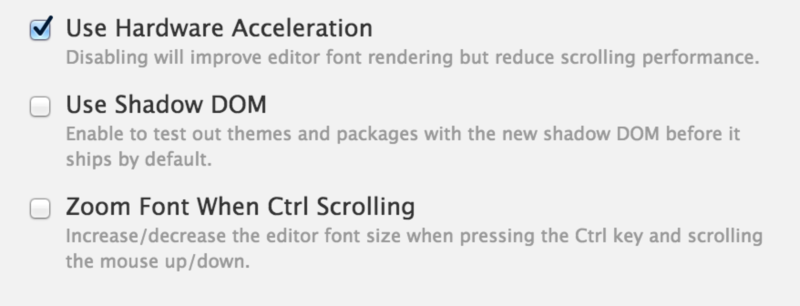 Use Hardware Acceleration
Disabling will improve editor font rendering but reduce scrolling performance.
Use Shadow DOM
Enable to test out themes and packages with the new shadow DOM before it
ships by default.
Zoom Font When Ctrl Scrolling
Increase/decrease the editor font size when pressing the Ctrl key and scrolling
the mouse up/down.